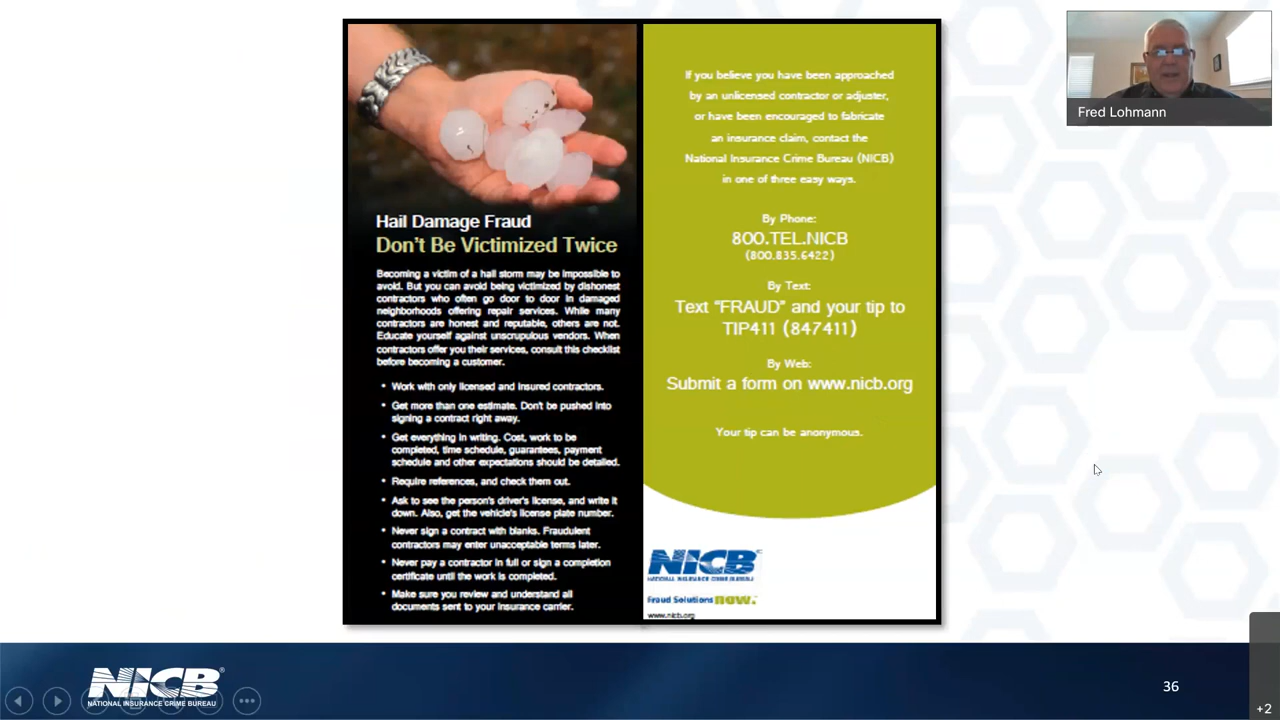 Hail Damage Fraud
Don't Be Victimized Twice
Becoming a victim of a hail storm may be impossible to
avoid. But you can avoid being victimized by dishonest
contractors who often go door to door in damaged
neighborhoods offering repair services. While many
contractors are honest and reputable, others are not.
Educate yourself against unscrupulous vendors. When
contractors offer you their services, consult this checklist
before becoming a customer.
• Work with only licensed and insured contractors.
• Get more than one estimate. Don't be pushed into
signing a contract right away.
• Get everything in writing. Cost, work to be
completed, time schedule, guarantees, payment
schedule and other expectations should be detailed.
• Require references, and check them out.
• Ask to see the person's driver's license, and write it
down. Also, get the vehicle's license plate number.
• Never sign a contract with blanks. Fraudulent
contractors may enter unacceptable terms later.
• Never pay a contractor in full or sign a completion
certificate until the work is completed.
• Make sure you review and understand all
documents sent to your insurance carrier.
If you believe you have been approached
by an unlicensed contractor or adjuster,
or have been encouraged to fabricate
an insurance claim, contact the
National Insurance Crime Bureau (NICB)
in one of three easy ways.
By Phone:
800.TEL.NICB
(800.835.6422)
By Text:
Text "FRAUD" and your tip to
TIP411 (847411)
By Web:
Submit a form on www.nicb.org
Your tip can be anonymous.
NICB
NATIONAL INSURANCE CRIME BUREAU
Fraud Solutions now.™
www.nicb.org
Fred Lohmann
NICB®
NATIONAL INSURANCE CRIME BUREAU
36
+2